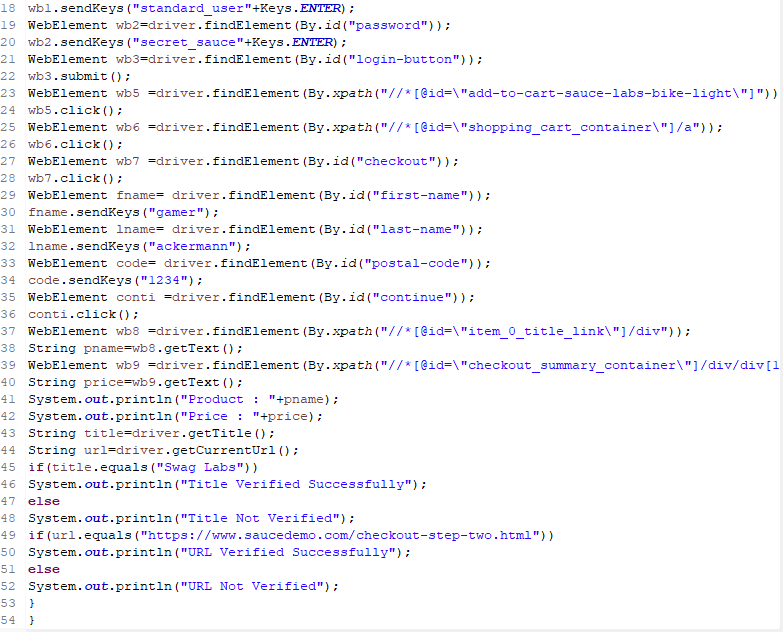 18 wb1.sendKeys("standard_user"+Keys.ENTER);
19 WebElement wb2=driver.findElement(By.id("password"));
20 wb2.sendKeys("secret_sauce"+Keys.ENTER);
21 WebElement wb3=driver.findElement(By.id("login-button"));
22 wb3.submit();
23 WebElement wb5 =driver.findElement(By.xpath("//*[@id=\"add-to-cart-sauce-labs-bike-light\"]"))
24 wb5.click();
25 WebElement wb6 =driver.findElement(By.xpath("//*[@id=\"shopping_cart_container\"]/a"));
26 wb6.click();
27 WebElement wb7 =driver.findElement(By.id("checkout"));
28 wb7.click();
29 WebElement fname= driver.findElement(By.id("first-name"));
30 fname.sendKeys("gamer");
31 WebElement lname= driver.findElement(By.id("last-name"));
32 lname.sendKeys("ackermann");
33 WebElement code= driver.findElement(By.id("postal-code"));
34 code.sendKeys("1234");
35 WebElement conti =driver.findElement(By.id("continue"));
36 conti.click();
37 WebElement wb8 =driver.findElement(By.xpath("//*[@id=\"item_0_title_link\"]/div"));
38 String pname=wb8.getText();
39 WebElement wb9 =driver.findElement(By.xpath("//*[@id=\"checkout_summary_container\"]/div/div[1
40 String price=wb9.getText();
41 System.out.println("Product : "+pname);
42 System.out.println("Price : "+price);
43 String title=driver.getTitle();
44 String url=driver.getCurrentUrl();
45 if(title.equals("Swag Labs"))
46 System.out.println("Title Verified Successfully");
47 else
48 System.out.println("Title Not Verified");
49 if(url.equals("https://www.saucedemo.com/checkout-step-two.html"))
50 System.out.println("URL Verified Successfully");
51 else
52 System.out.println("URL Not Verified");
53 }
54 }